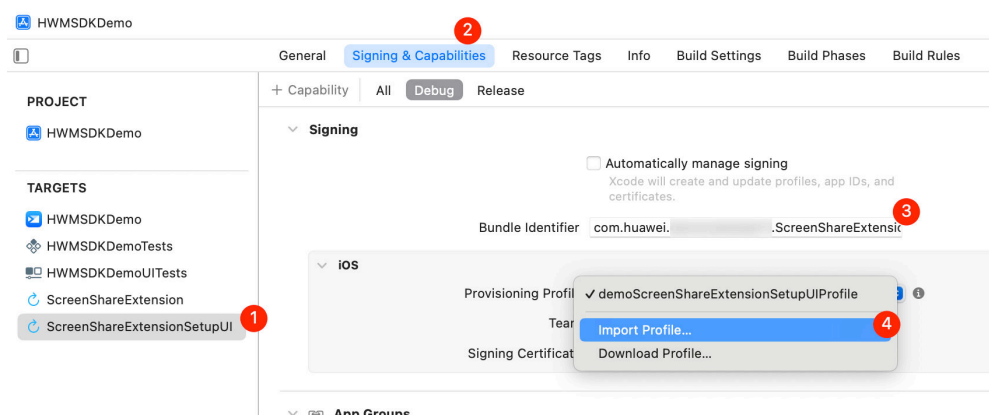 HWMSDKDemo
2
General Signing & Capabilities Resource Tags Info Build Settings Build Phases Build Rules
+ Capability All Debug Release
PROJECT
HWMSDKDemo
TARGETS
HWMSDKDemo
HWMSDKDemoTests
HWMSDKDemoUITests
ScreenShareExtension
ScreenShareExtensionSetupUI
1
Signing
Automatically manage signing
Xcode will create and update profiles, app IDs, and
certificates.
3
Bundle Identifier com.huawei. .ScreenShareExtensic
iOS
Provisioning Profil ✓ demoScreenShareExtensionSetupUIProfile
Tear Import Profile... 4
Signing Certificat Download Profile...
App Groups